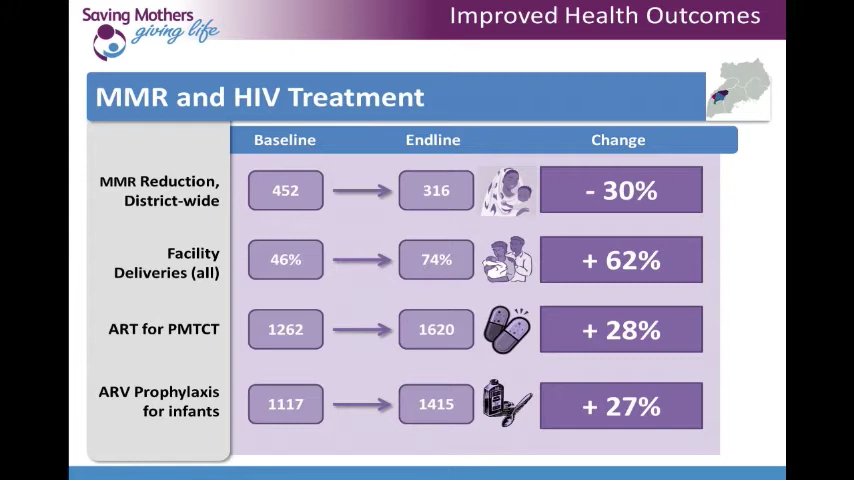 Saving Mothers
giving life
Improved Health Outcomes
MMR and HIV Treatment
Baseline Endline Change
MMR Reduction,
District-wide
452 316 - 30%
Facility
Deliveries (all)
46% 74% + 62%
ART for PMTCT 1262 1620 + 28%
ARV Prophylaxis
for infants
1117 1415 + 27%